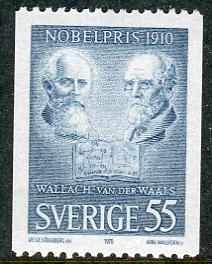 NOBELPRIS 1910
WALLACH·VAN DER WAALS
SVERIGE 55
1970